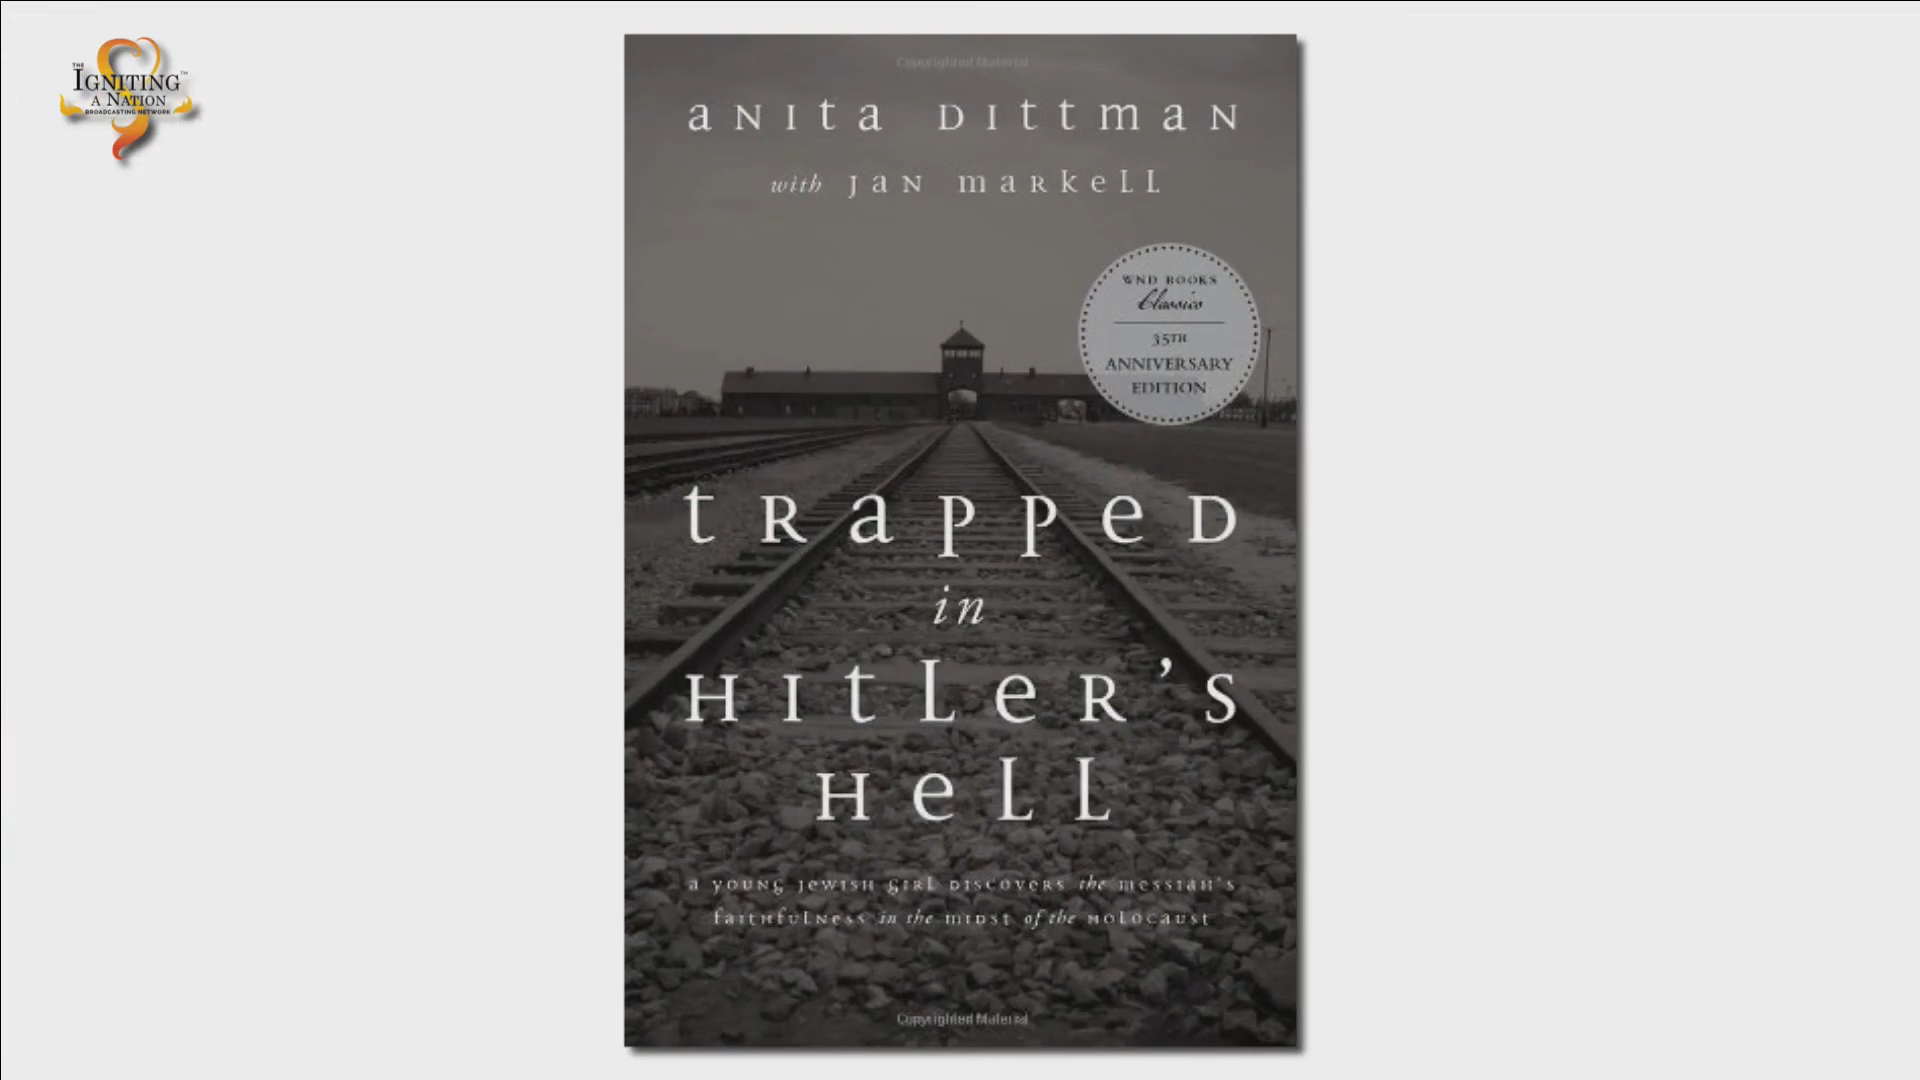 THE
IGNITING™
A NATION
BROADCASTING NETWORK
Copyrighted Material
anita dittman
with jan markell
WND BOOKS
Classics
35TH
ANNIVERSARY
EDITION
trapped
in
Hitler's
Hell
a young jewish girl discovers the messiah's
faithfulness in the midst of the holocaust
Copyrighted Material